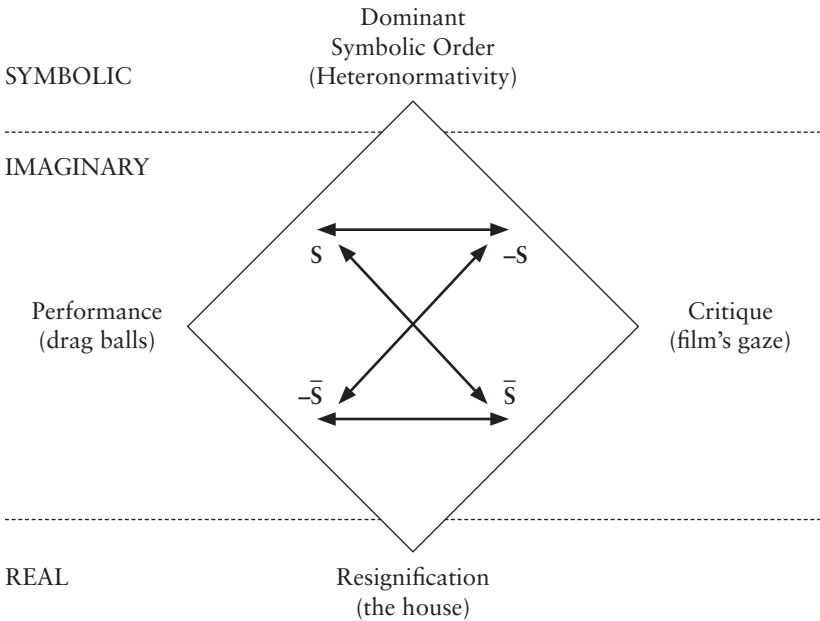 Dominant
Symbolic Order
SYMBOLIC (Heteronormativity)
IMAGINARY
S –S
Performance Critique
(drag balls) (film’s gaze)
–S̅ S̅
REAL Resignification
(the house)